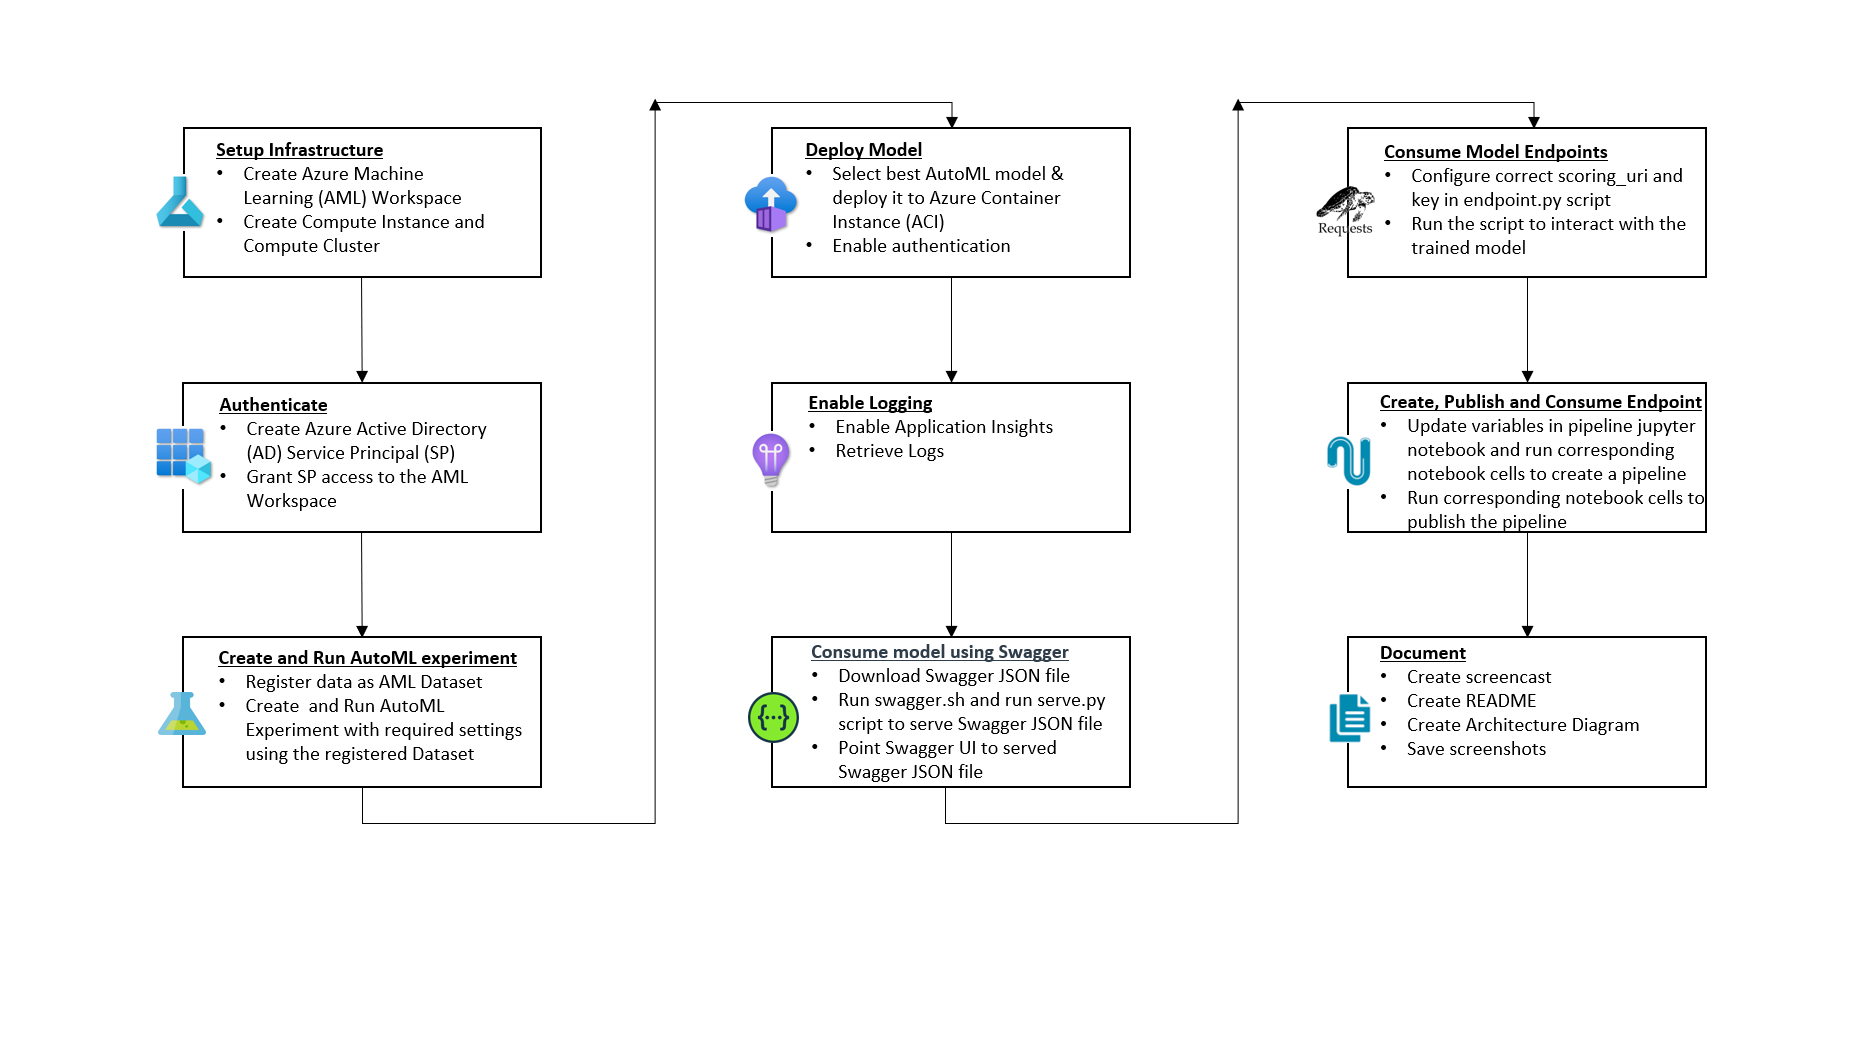 Setup Infrastructure
• Create Azure Machine
Learning (AML) Workspace
• Create Compute Instance and
Compute Cluster
Authenticate
• Create Azure Active Directory
(AD) Service Principal (SP)
• Grant SP access to the AML
Workspace
Create and Run AutoML experiment
• Register data as AML Dataset
• Create  and Run AutoML
Experiment with required settings
using the registered Dataset
Deploy Model
• Select best AutoML model &
deploy it to Azure Container
Instance (ACI)
• Enable authentication
Enable Logging
• Enable Application Insights
• Retrieve Logs
Consume model using Swagger
• Download Swagger JSON file
• Run swagger.sh and run serve.py
script to serve Swagger JSON file
• Point Swagger UI to served
Swagger JSON file
{...}
Consume Model Endpoints
• Configure correct scoring_uri and
key in endpoint.py script
• Run the script to interact with the
trained model
Requests
Create, Publish and Consume Endpoint
• Update variables in pipeline jupyter
notebook and run corresponding
notebook cells to create a pipeline
• Run corresponding notebook cells to
publish the pipeline
Document
• Create screencast
• Create README
• Create Architecture Diagram
• Save screenshots